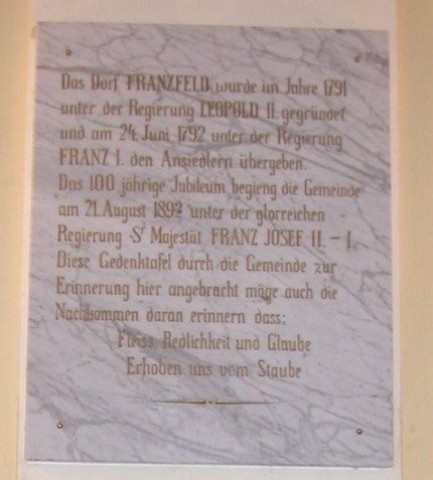 Das Dorf FRANZFELD wurde im Jahre 1791
unter der Regierung LEOPOLD II. gegründet
und am 24. Juni 1792 unter der Regierung
FRANZ I. den Ansiedlern übergeben.
Das 100 jährige Jubileum begieng die Gemeinde
am 21. August 1892 unter der glorreichen
Regierung Sr Majestät FRANZ JOSEF II. - I.
Diese Gedenktafel durch die Gemeinde zur
Erinnerung hier angebracht möge auch die
Nachkommen daran erinnern dass:
Fleiss, Redlichkeit und Glaube
Erhoben uns vom Staube